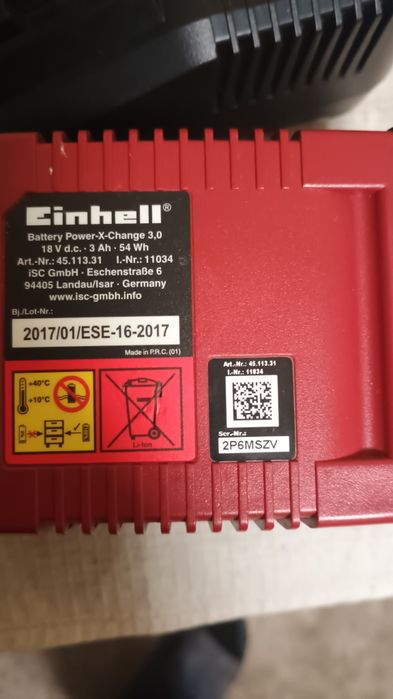 Einhell®
Battery Power-X-Change 3,0
18 V d.c. · 3 Ah · 54 Wh
Art.-Nr.: 45.113.31 I.-Nr.: 11034
iSC GmbH · Eschenstraße 6
94405 Landau/Isar · Germany
www.isc-gmbh.info
Bj./Lot-Nr.:
2017/01/ESE-16-2017
Made in P.R.C. (01)
+40°C
+10°C
Li-Ion
Art.-Nr.: 45.113.31
I.-Nr.: 11034
Ser.-Nr.:
2P6MSZV